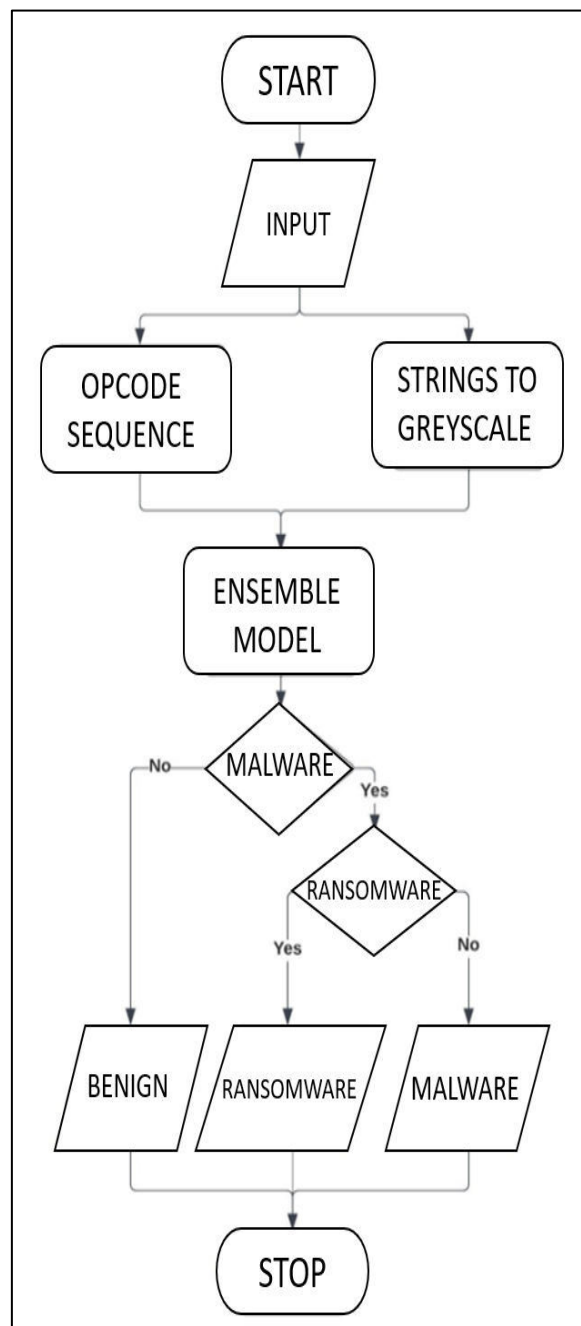 START
INPUT
OPCODE
SEQUENCE
STRINGS TO
GREYSCALE
ENSEMBLE
MODEL
MALWARE
No
Yes
RANSOMWARE
Yes
No
BENIGN
RANSOMWARE
MALWARE
STOP